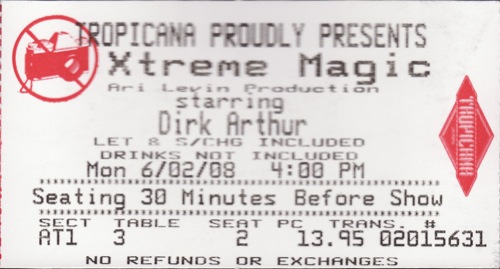 TROPICANA PROUDLY PRESENTS
Xtreme Magic
Ari Levin Production
starring
Dirk Arthur
LET & S/CHG INCLUDED
DRINKS NOT INCLUDED
Mon 6/02/08 4:00 PM
Seating 30 Minutes Before Show
SECT TABLE SEAT PC TRANS. #
AT1 3 2 13.95 02015631
NO REFUNDS OR EXCHANGES
TROPICANA